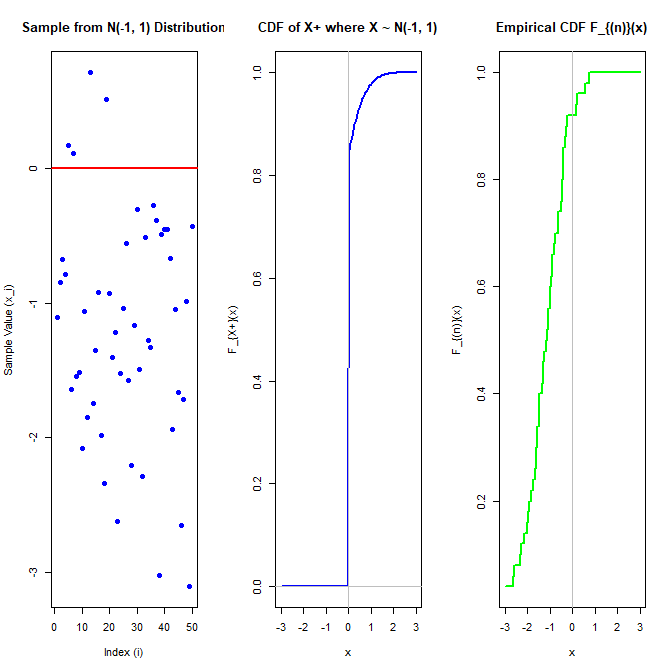 Sample from N(-1, 1) Distribution
Sample Value (x_i)
0
-1
-2
-3
0 10 20 30 40 50
Index (i)
CDF of X+ where X ~ N(-1, 1)
F_{X+}(x)
1.0
0.8
0.6
0.4
0.2
0.0
-3 -2 -1 0 1 2 3
x
Empirical CDF F_{(n)}(x)
F_{(n)}(x)
1.0
0.8
0.6
0.4
0.2
-3 -2 -1 0 1 2 3
x